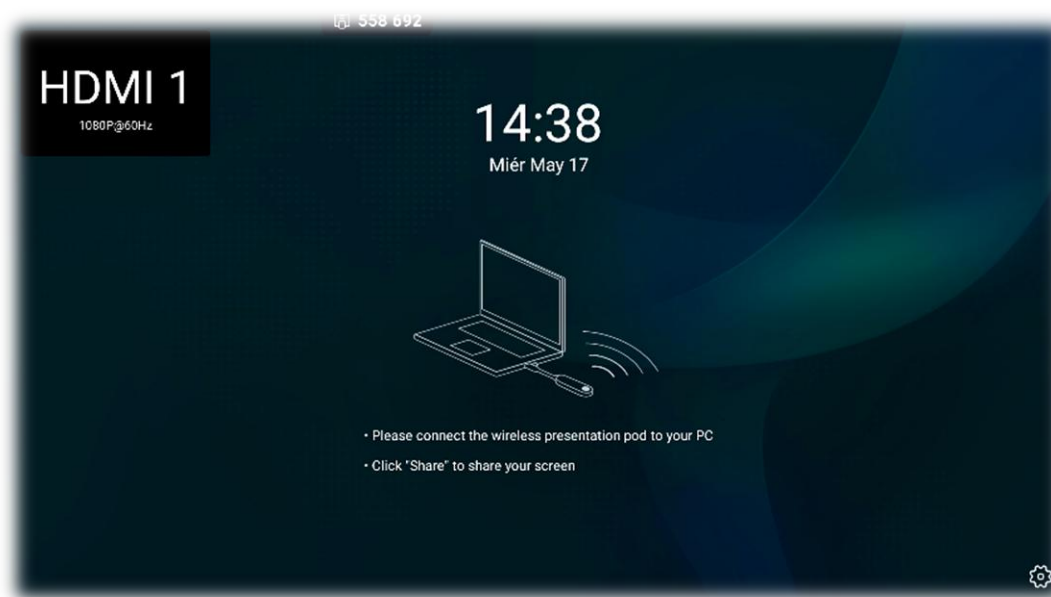 558 692
HDMI 1
1080P@60Hz
14:38
Miér May 17
• Please connect the wireless presentation pod to your PC
• Click "Share" to share your screen